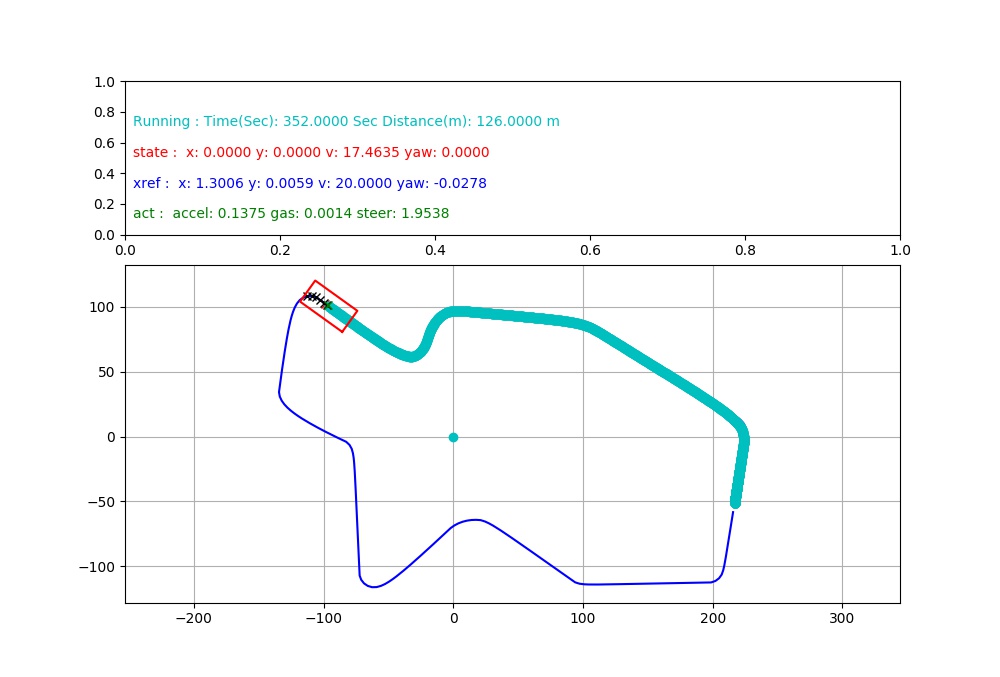 1.0
0.8
0.6
0.4
0.2
0.0
Running : Time(Sec): 352.0000 Sec Distance(m): 126.0000 m
state :  x: 0.0000 y: 0.0000 v: 17.4635 yaw: 0.0000
xref :  x: 1.3006 y: 0.0059 v: 20.0000 yaw: -0.0278
act :  accel: 0.1375 gas: 0.0014 steer: 1.9538
0.0 0.2 0.4 0.6 0.8 1.0
100
50
0
−50
−100
−200 −100 0 100 200 300